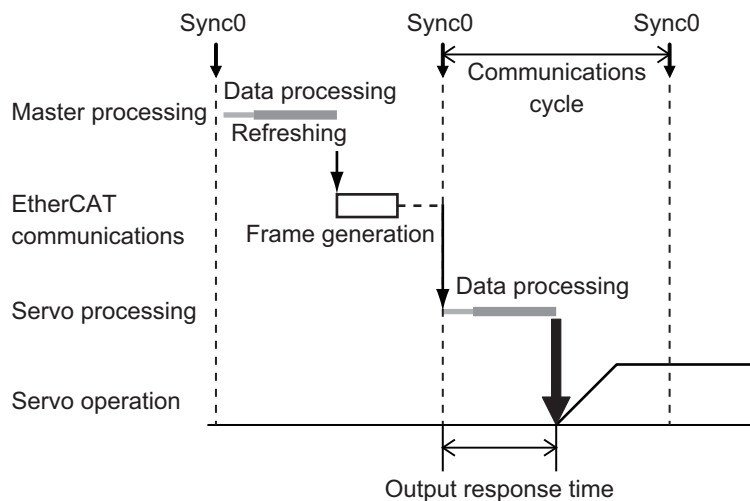 Sync0 Sync0 Sync0
Communications
cycle
Data processing
Master processing
Refreshing
EtherCAT
communications
Frame generation
Data processing
Servo processing
Servo operation
Output response time